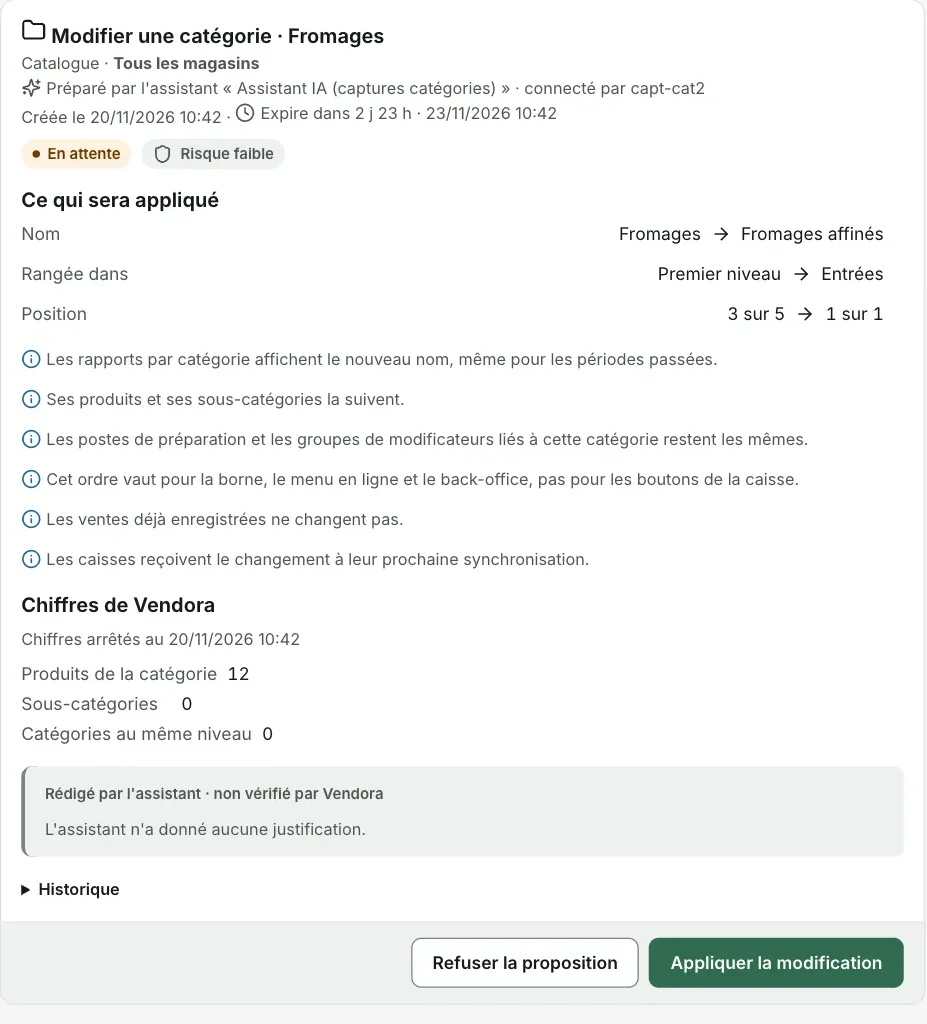 Modifier une catégorie · Fromages
Catalogue · Tous les magasins
Préparé par l'assistant « Assistant IA (captures catégories) » · connecté par capt-cat2
Créée le 20/11/2026 10:42 · Expire dans 2 j 23 h · 23/11/2026 10:42
En attente Risque faible
Ce qui sera appliqué
Nom Fromages → Fromages affinés
Rangée dans Premier niveau → Entrées
Position 3 sur 5 → 1 sur 1
Les rapports par catégorie affichent le nouveau nom, même pour les périodes passées.
Ses produits et ses sous-catégories la suivent.
Les postes de préparation et les groupes de modificateurs liés à cette catégorie restent les mêmes.
Cet ordre vaut pour la borne, le menu en ligne et le back-office, pas pour les boutons de la caisse.
Les ventes déjà enregistrées ne changent pas.
Les caisses reçoivent le changement à leur prochaine synchronisation.
Chiffres de Vendora
Chiffres arrêtés au 20/11/2026 10:42
Produits de la catégorie 12
Sous-catégories 0
Catégories au même niveau 0
Rédigé par l'assistant · non vérifié par Vendora
L'assistant n'a donné aucune justification.
Historique
Refuser la proposition Appliquer la modification